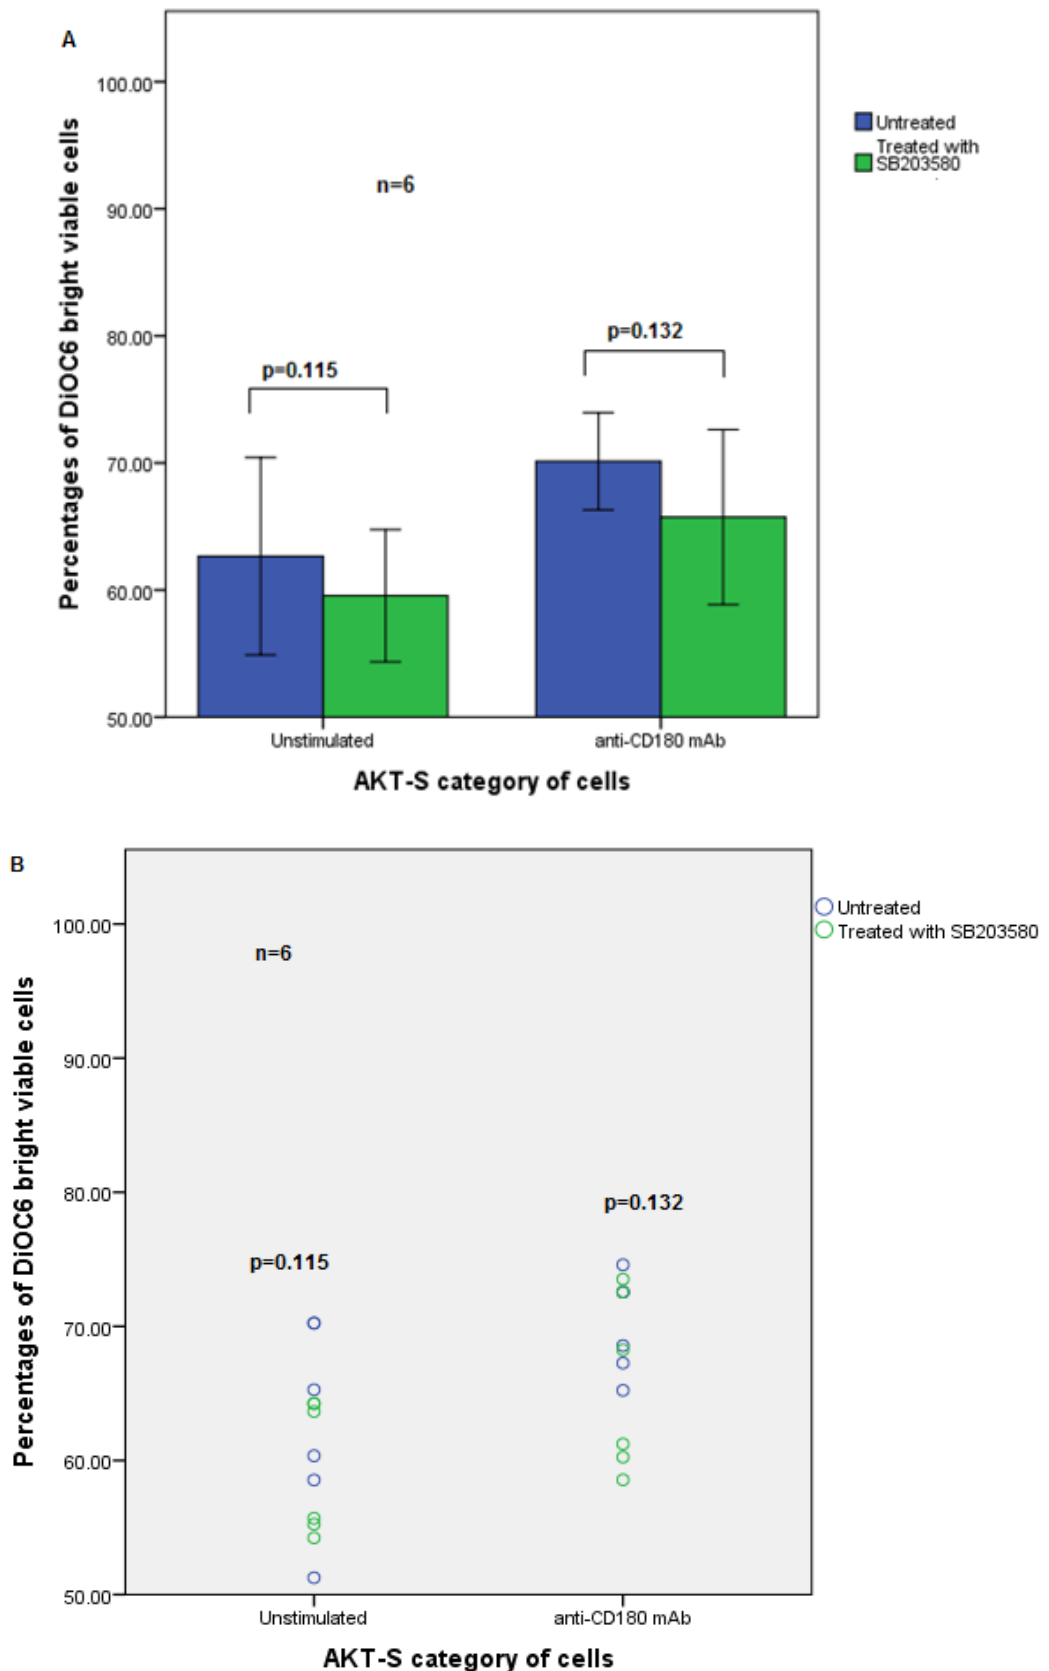 A
100.00
90.00
80.00
70.00
60.00
50.00
Percentages of DiOC6 bright viable cells
n=6
p=0.115
p=0.132
Untreated
Treated with
SB203580
Unstimulated
anti-CD180 mAb
AKT-S category of cells
B
100.00
90.00
80.00
70.00
60.00
50.00
Percentages of DiOC6 bright viable cells
n=6
p=0.115
p=0.132
Untreated
Treated with SB203580
Unstimulated
anti-CD180 mAb
AKT-S category of cells